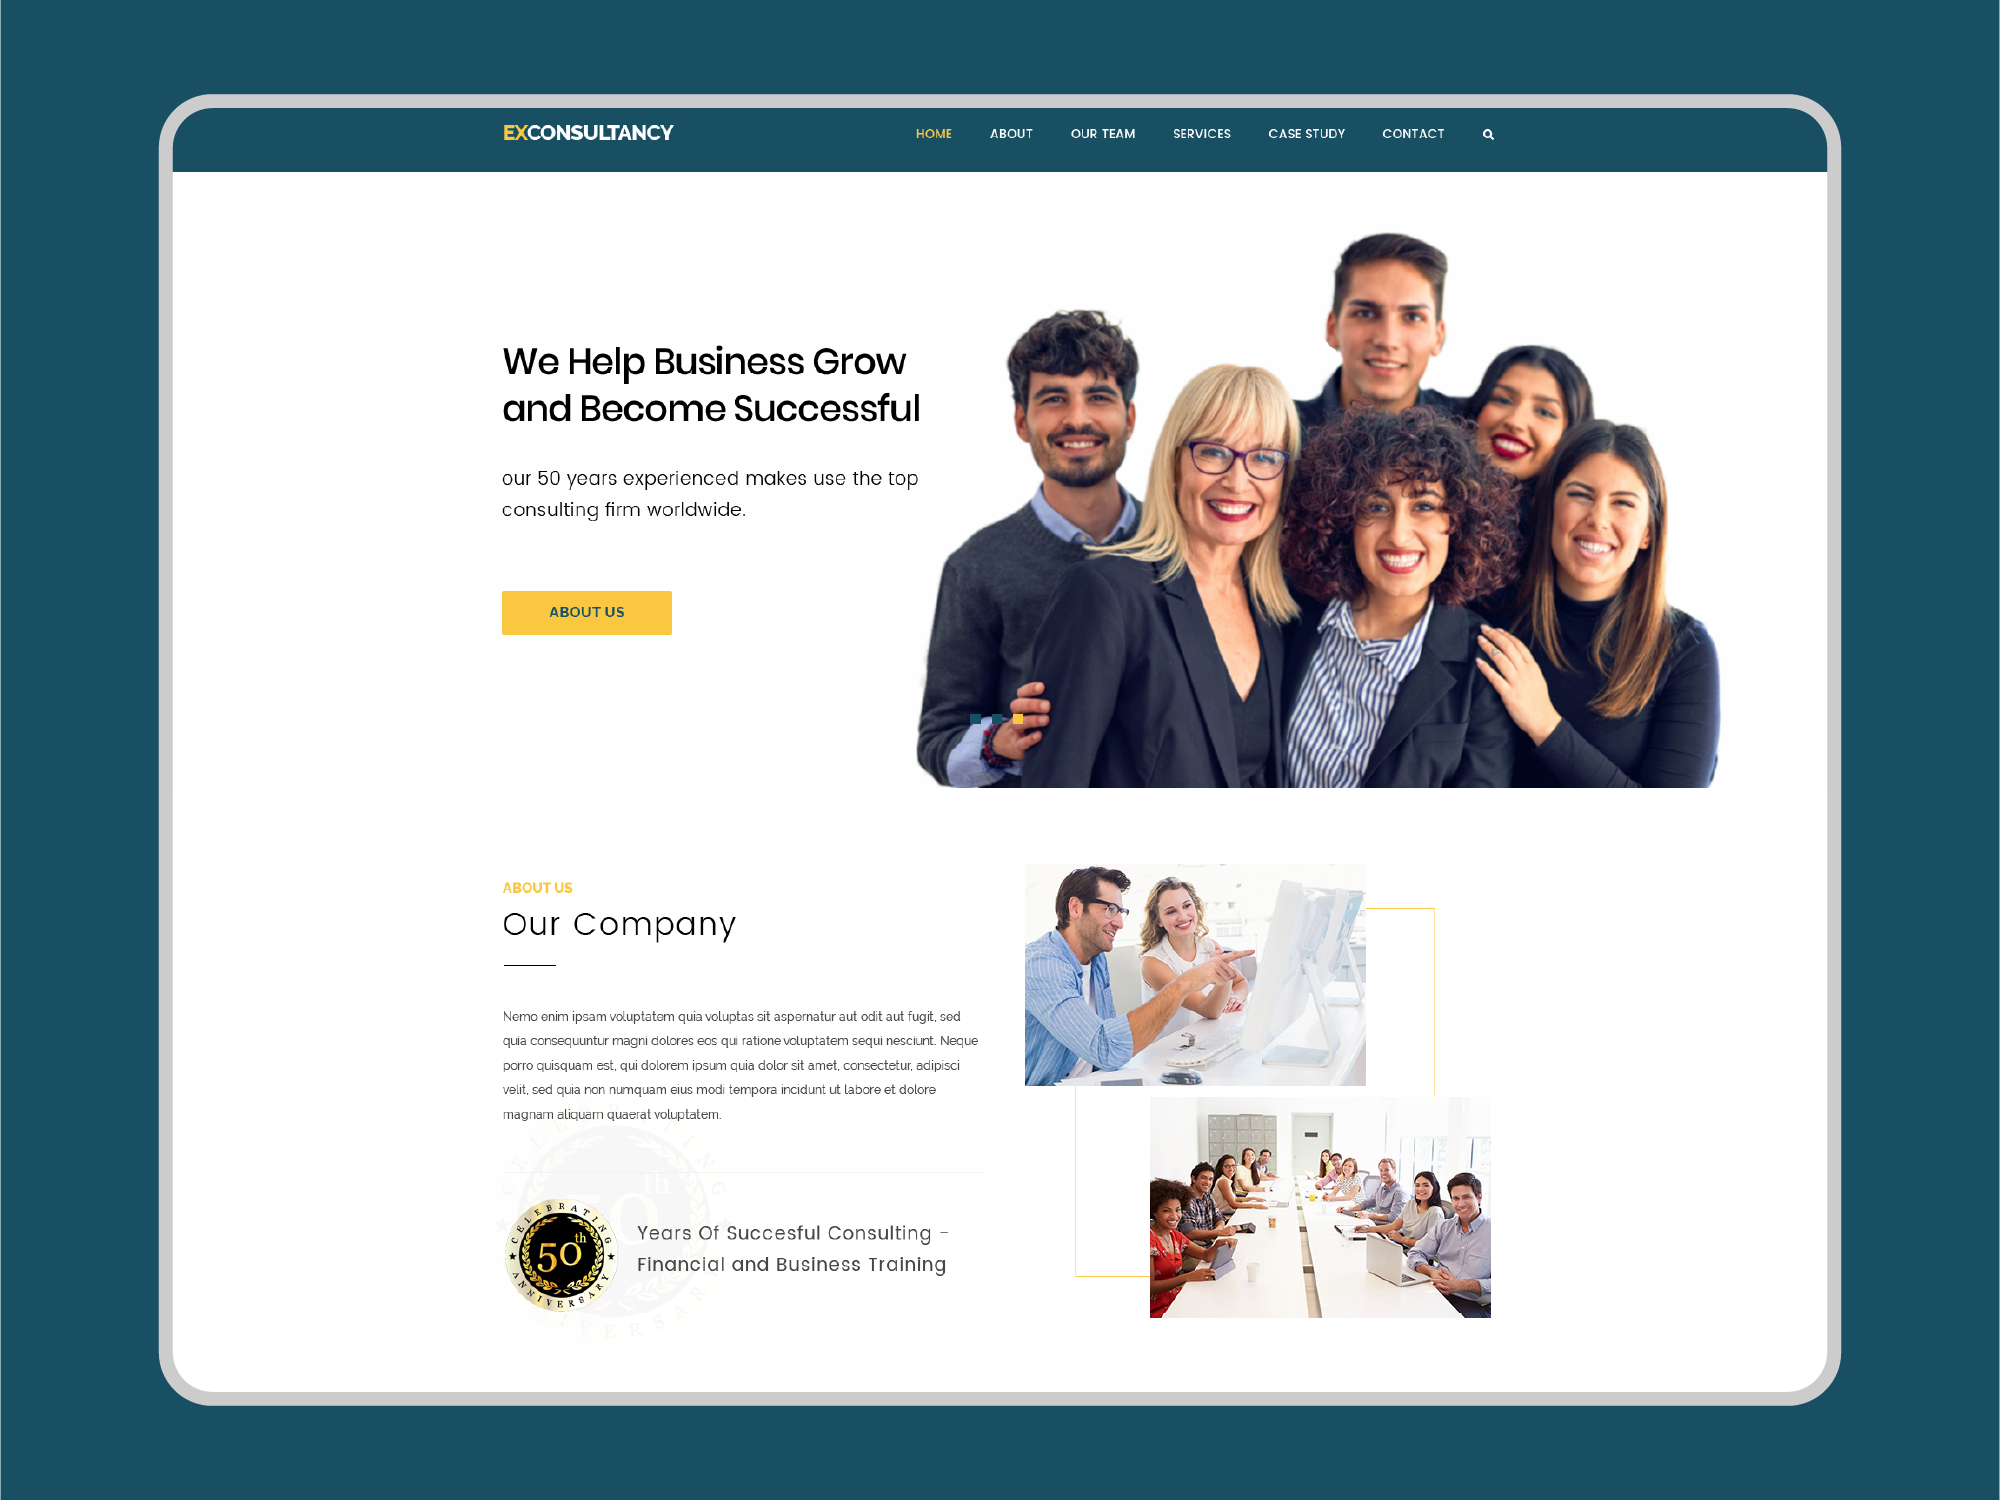 EXCONSULTANCY
HOME ABOUT OUR TEAM SERVICES CASE STUDY CONTACT
We Help Business Grow
and Become Successful
our 50 years experienced makes use the top
consulting firm worldwide.
ABOUT US
ABOUT US
Our Company
Nemo enim ipsam voluptatem quia voluptas sit aspernatur aut odit aut fugit, sed
quia consequuntur magni dolores eos qui ratione voluptatem sequi nesciunt. Neque
porro quisquam est, qui dolorem ipsum quia dolor sit amet, consectetur, adipisci
velit, sed quia non numquam eius modi tempora incidunt ut labore et dolore
magnam aliquam quaerat voluptatem.
CELEBRATING
50th
ANNIVERSARY
Years Of Succesful Consulting -
Financial and Business Training